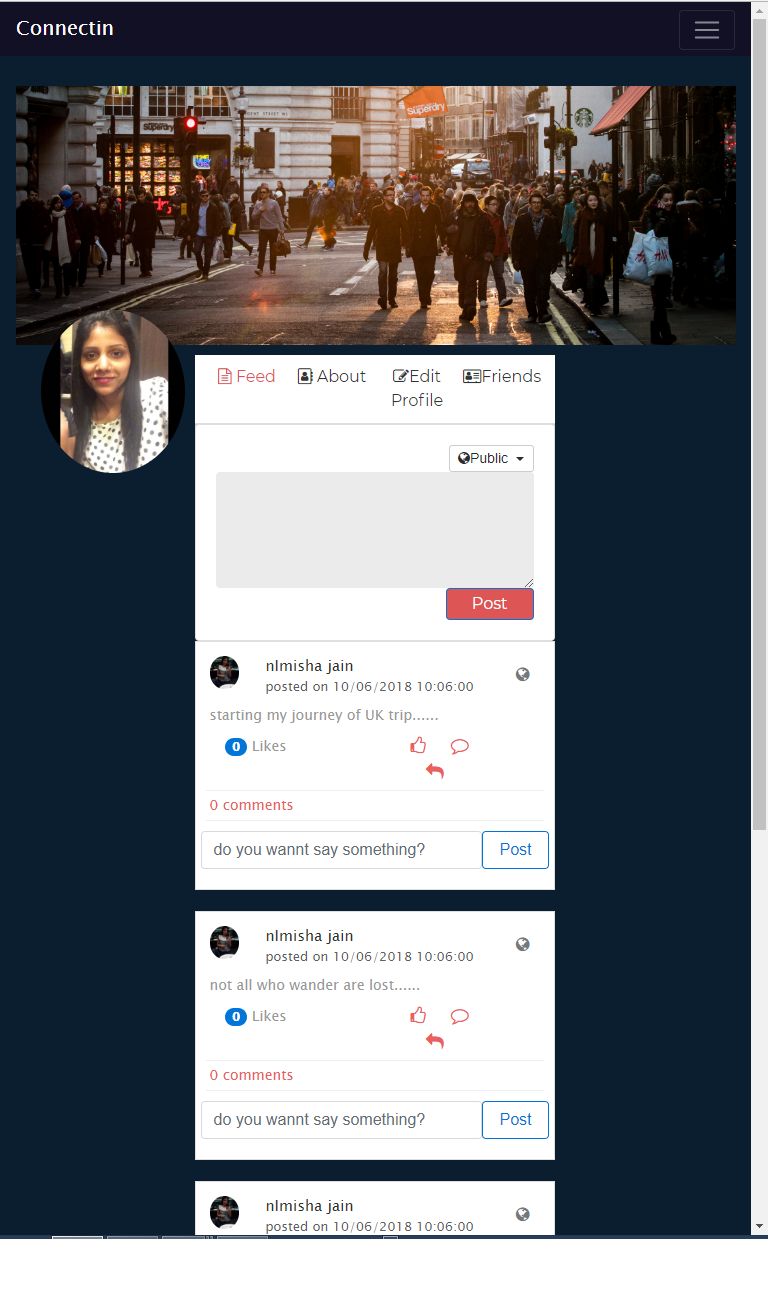 Connectin
Superdry
Superdry
Feed About Edit Profile Friends
Public
Post
nImisha jain
posted on 10/06/2018 10:06:00
starting my journey of UK trip......
0 Likes
0 comments
do you wannt say something? Post
nImisha jain
posted on 10/06/2018 10:06:00
not all who wander are lost......
0 Likes
0 comments
do you wannt say something? Post
nImisha jain
posted on 10/06/2018 10:06:00